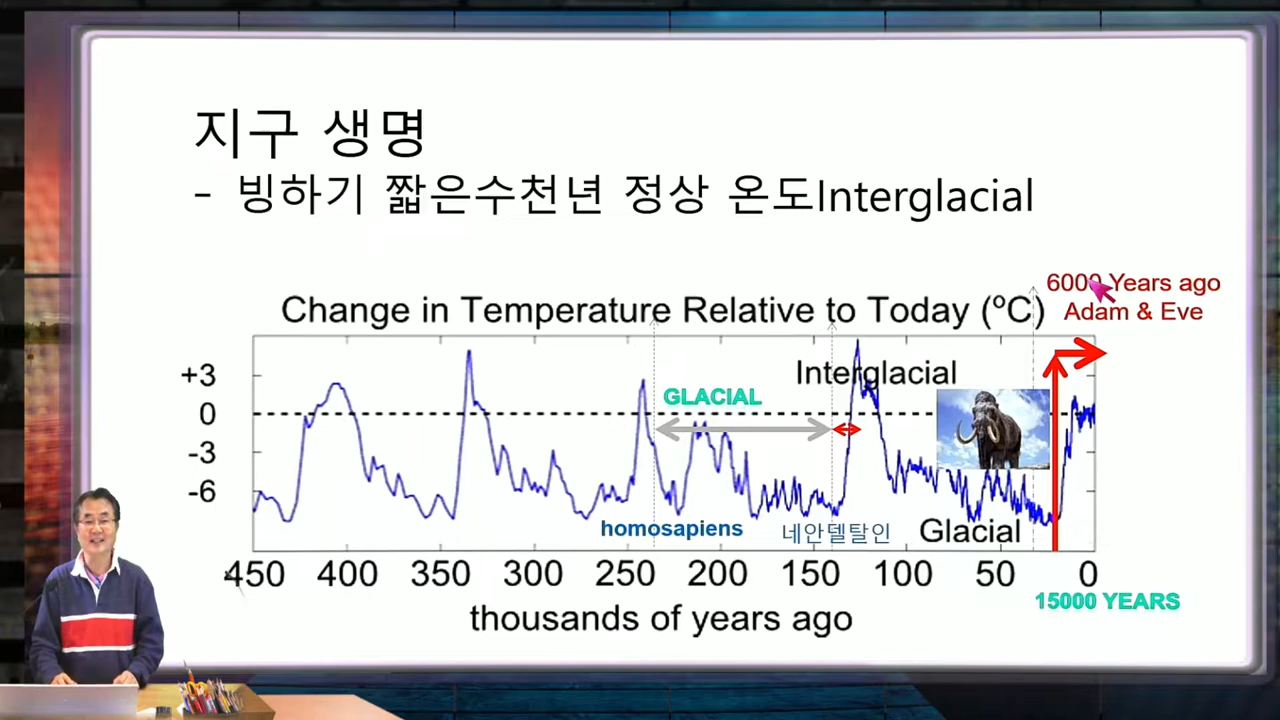 지구 생명
- 빙하기 짧은수천년 정상 온도Interglacial
6000 Years ago
Adam & Eve
Change in Temperature Relative to Today (ºC)
+3
0
-3
-6
Interglacial
GLACIAL
homosapiens
네안델탈인
Glacial
450 400 350 300 250 200 150 100 50 0
15000 YEARS
thousands of years ago